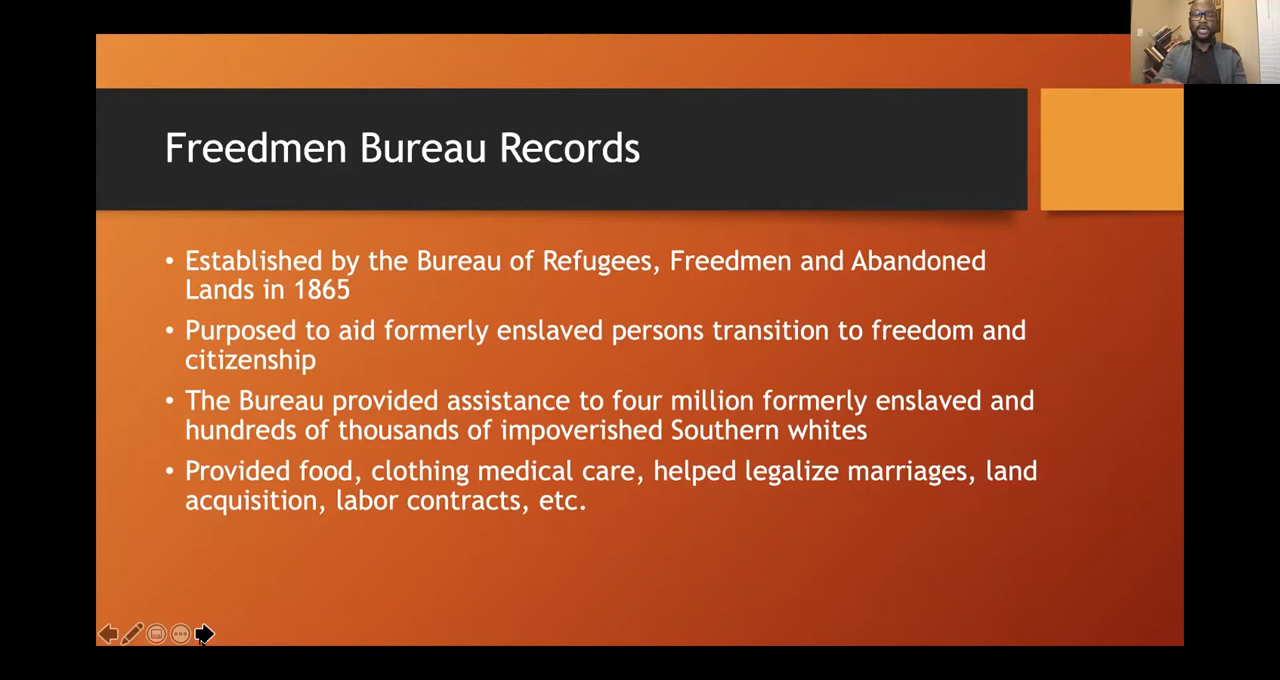 Freedmen Bureau Records
• Established by the Bureau of Refugees, Freedmen and Abandoned
Lands in 1865
• Purposed to aid formerly enslaved persons transition to freedom and
citizenship
• The Bureau provided assistance to four million formerly enslaved and
hundreds of thousands of impoverished Southern whites
• Provided food, clothing medical care, helped legalize marriages, land
acquisition, labor contracts, etc.